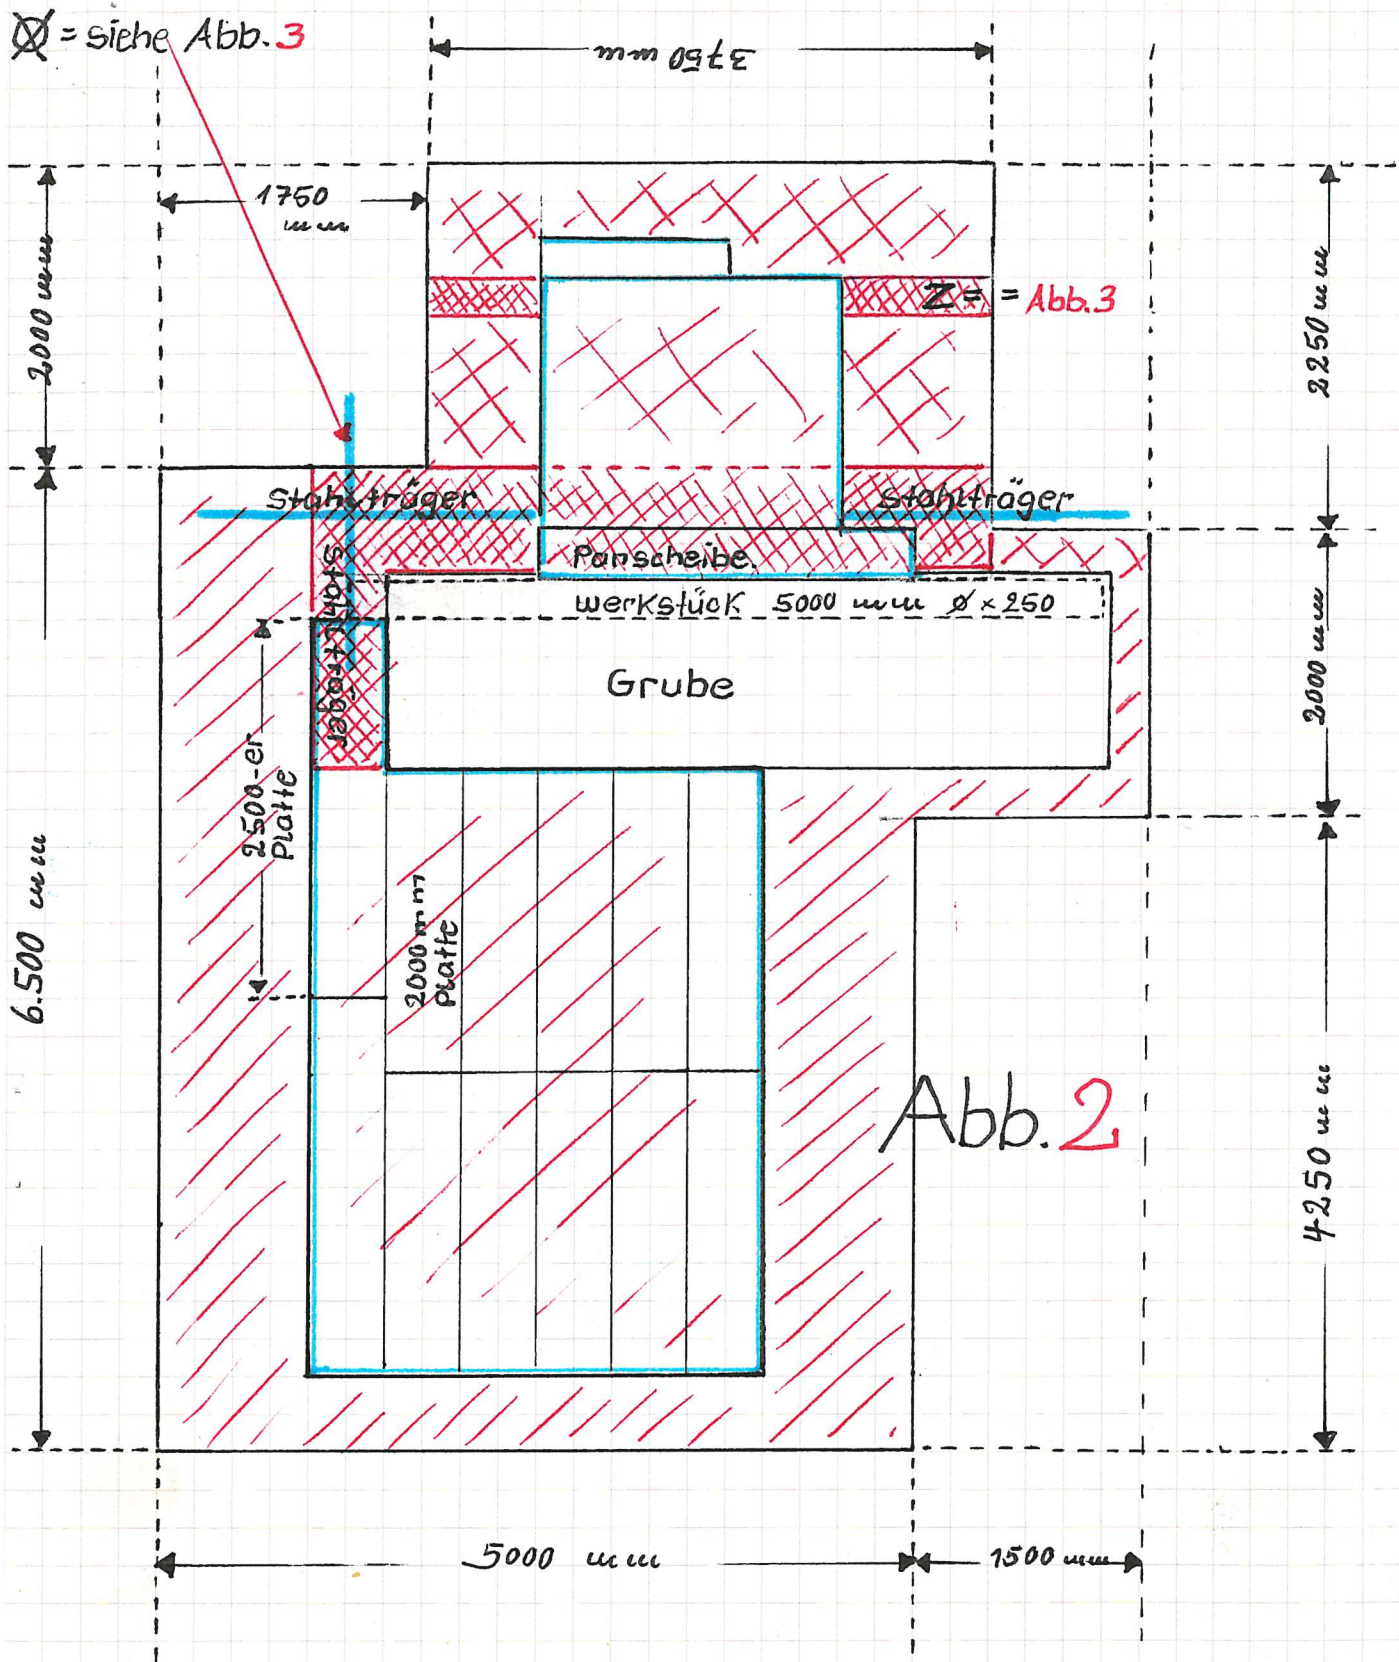 X = siehe Abb. 3
3750 mm
1750
mm
2000 mm
2250 mm
Z = = Abb. 3
Stahlträger
Stahlträger
Stahlträger
Panscheibe.
Werkstück 5000 mm ø x 250
Grube
2000 mm
2500-er
Platte
2000 mm
Platte
6.500 mm
Abb. 2
4250 mm
5000 mm
1500 mm